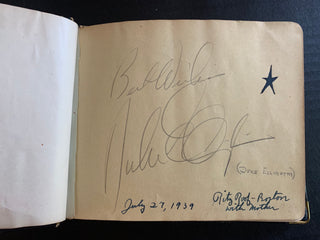 Best Wishes
Duke Ellington
(DUKE ELLINGTON)
July 27, 1939
Ritz Roof - Boston
with Mother